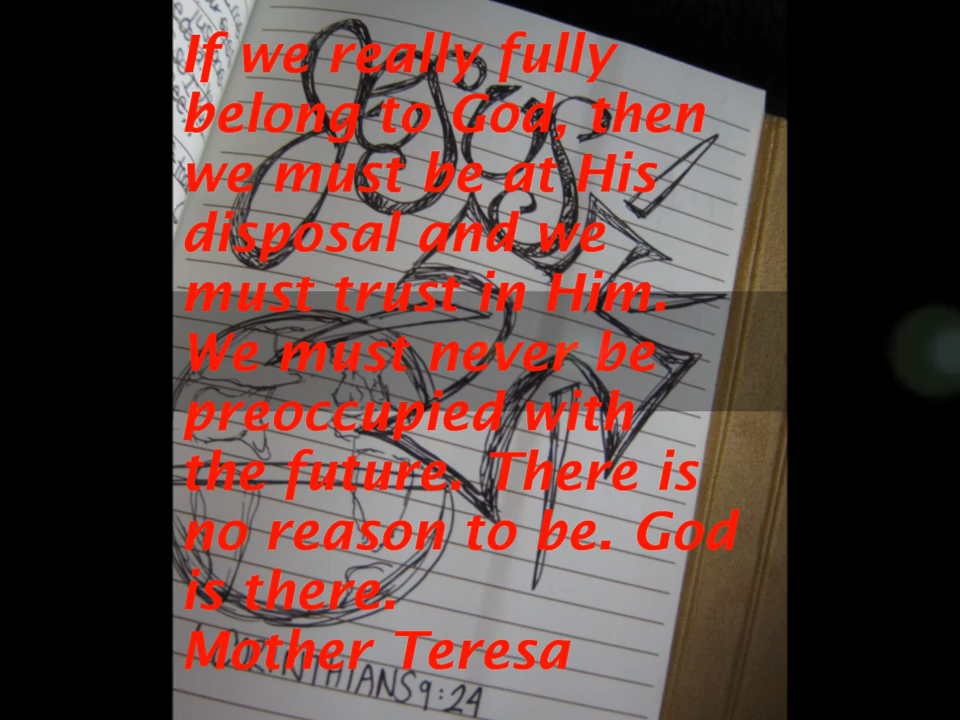 If we really fully
belong to God, then
we must be at His
disposal and we
must trust in Him.
We must never be
preoccupied with
the future. There is
no reason to be. God
is there.
Mother Teresa
Jesus
CORINTHIANS 9:24